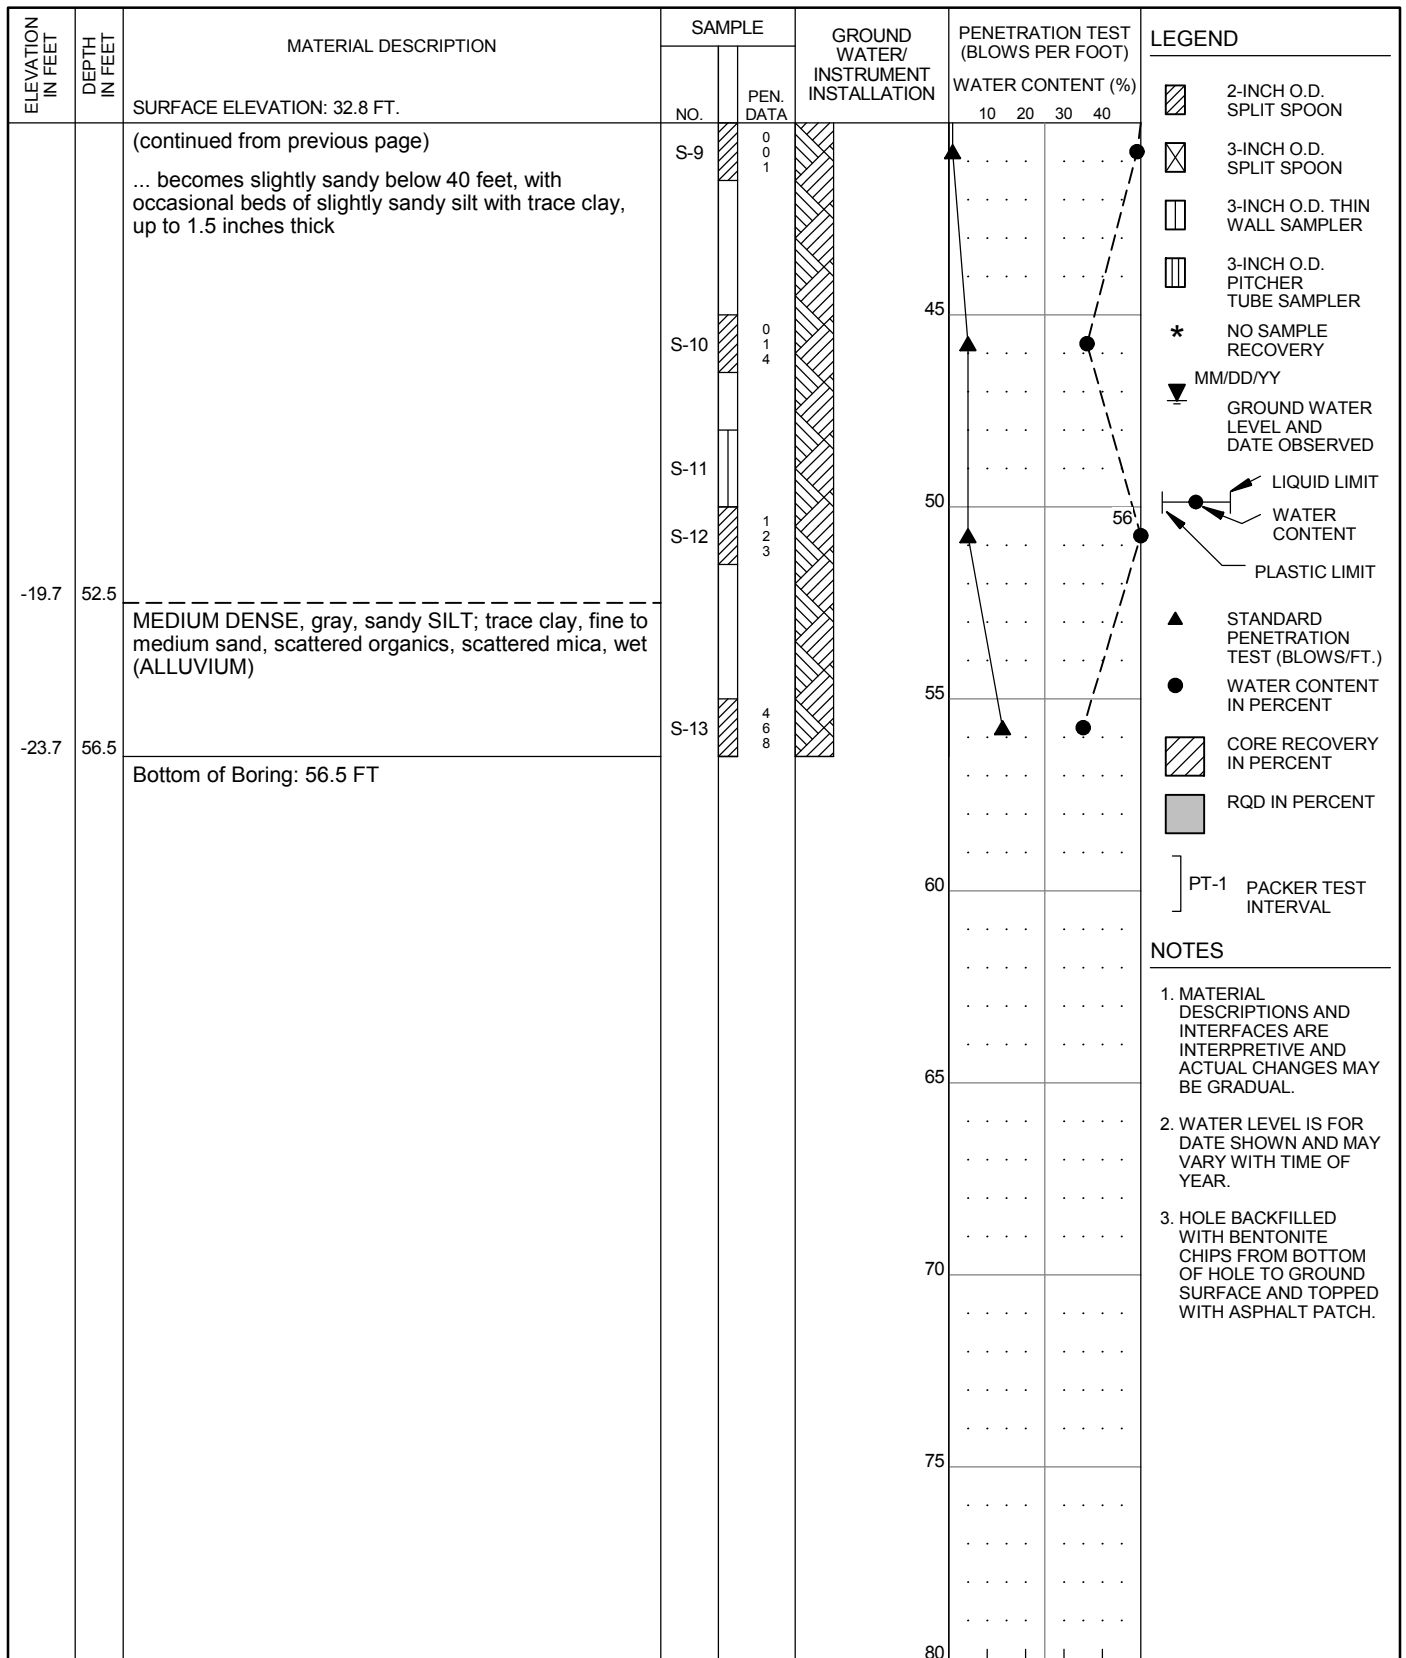 ELEVATION
IN FEET
DEPTH
IN FEET
MATERIAL DESCRIPTION
SURFACE ELEVATION: 32.8 FT.
SAMPLE
NO.
PEN.
DATA
GROUND
WATER/
INSTRUMENT
INSTALLATION
PENETRATION TEST
(BLOWS PER FOOT)
WATER CONTENT (%)
10 20 30 40
(continued from previous page)
... becomes slightly sandy below 40 feet, with
occasional beds of slightly sandy silt with trace clay,
up to 1.5 inches thick
S-9
0
0
1
45
S-10
0
1
4
S-11
50
56
S-12
1
2
3
-19.7 52.5
MEDIUM DENSE, gray, sandy SILT; trace clay, fine to
medium sand, scattered organics, scattered mica, wet
(ALLUVIUM)
55
S-13
4
6
8
-23.7 56.5
Bottom of Boring: 56.5 FT
60
65
70
75
80
LEGEND
2-INCH O.D.
SPLIT SPOON
3-INCH O.D.
SPLIT SPOON
3-INCH O.D. THIN
WALL SAMPLER
3-INCH O.D.
PITCHER
TUBE SAMPLER
* NO SAMPLE
RECOVERY
MM/DD/YY
GROUND WATER
LEVEL AND
DATE OBSERVED
LIQUID LIMIT
WATER
CONTENT
PLASTIC LIMIT
STANDARD
PENETRATION
TEST (BLOWS/FT.)
WATER CONTENT
IN PERCENT
CORE RECOVERY
IN PERCENT
RQD IN PERCENT
PT-1 PACKER TEST
INTERVAL
NOTES
1. MATERIAL
DESCRIPTIONS AND
INTERFACES ARE
INTERPRETIVE AND
ACTUAL CHANGES MAY
BE GRADUAL.
2. WATER LEVEL IS FOR
DATE SHOWN AND MAY
VARY WITH TIME OF
YEAR.
3. HOLE BACKFILLED
WITH BENTONITE
CHIPS FROM BOTTOM
OF HOLE TO GROUND
SURFACE AND TOPPED
WITH ASPHALT PATCH.